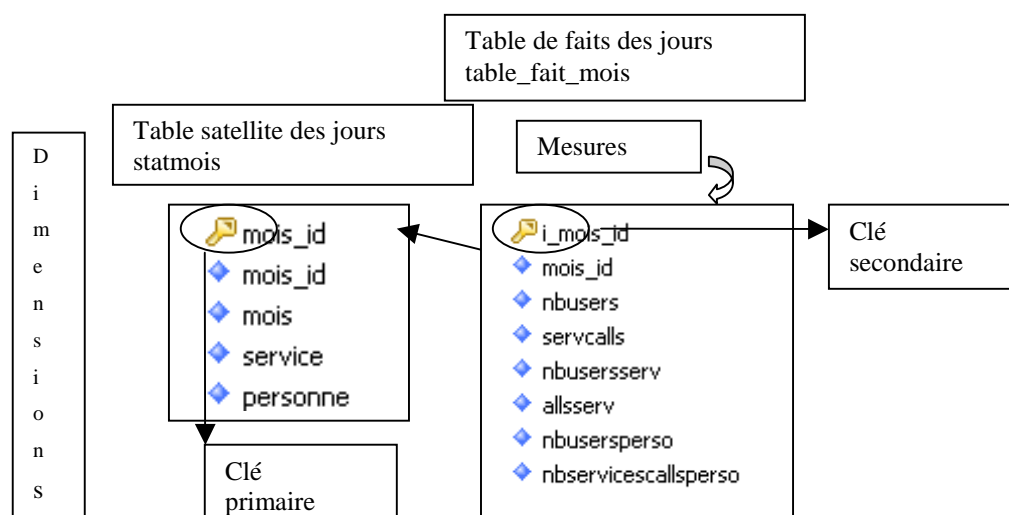 Table de faits des jours
table_fait_mois
Table satellite des jours
statmois
Mesures
D
i
m
e
n
s
i
o
n
s
mois_id
mois_id
mois
service
personne
i_mois_id
mois_id
nbusers
servcalls
nbusersserv
allsserv
nbusersperso
nbservicescallsperso
Clé
secondaire
Clé
primaire